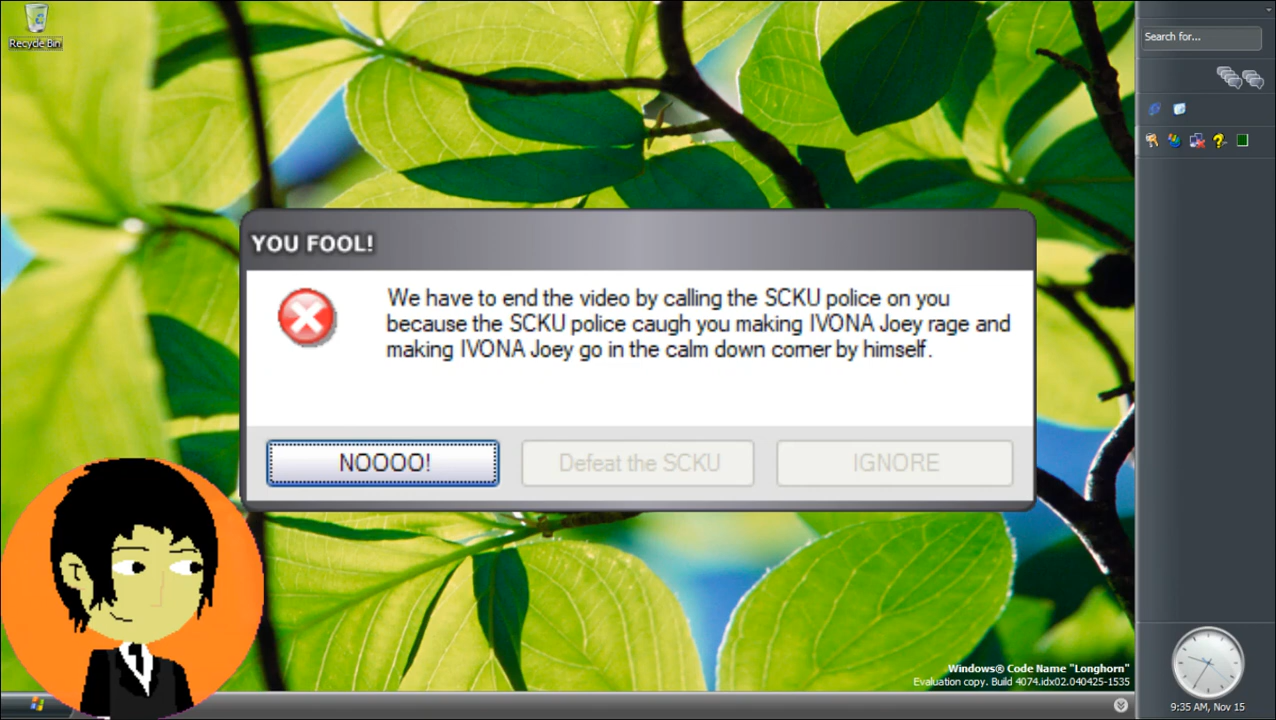 Recycle Bin
Search for...
YOU FOOL!
We have to end the video by calling the SCKU police on you
because the SCKU police caugh you making IVONA Joey rage and
making IVONA Joey go in the calm down corner by himself.
NOOOO!
Defeat the SCKU
IGNORE
Windows® Code Name "Longhorn"
Evaluation copy. Build 4074.idx02.040425-1535
9:35 AM, Nov 15